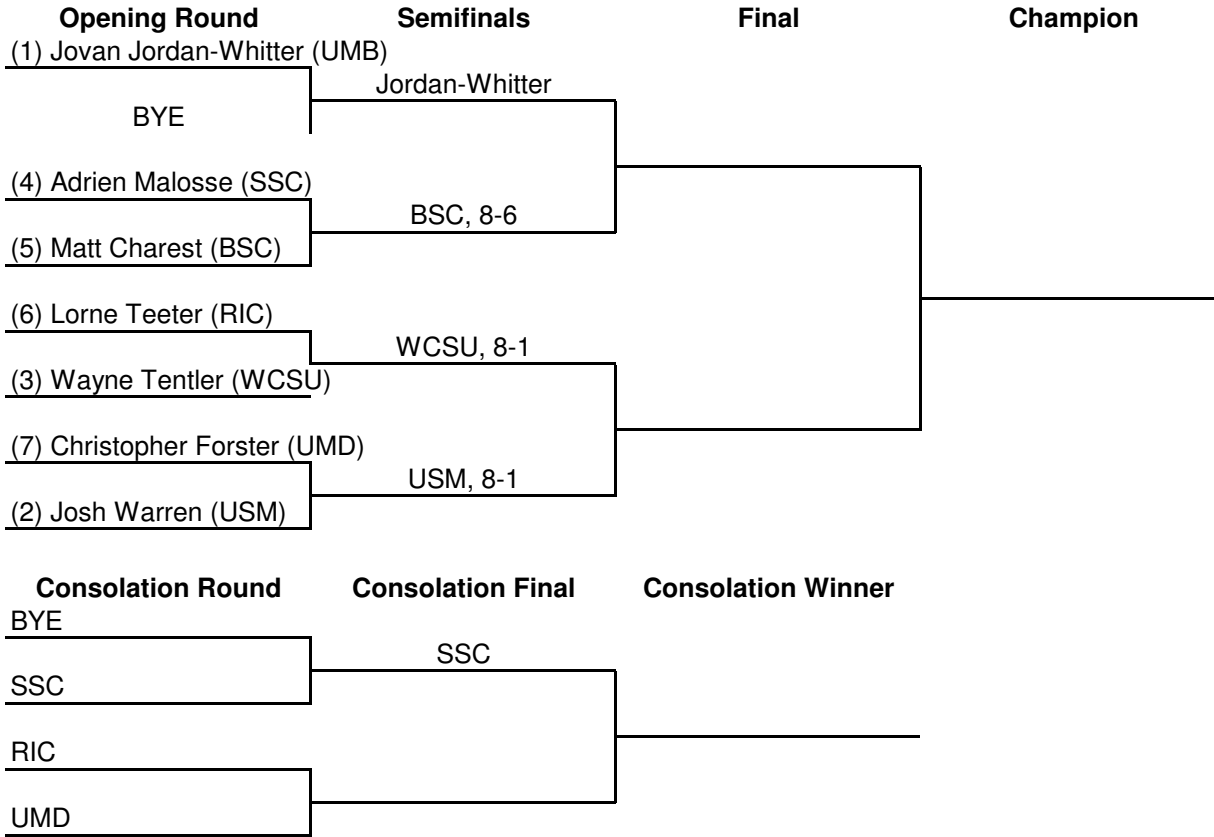 Opening Round Semifinals Final Champion
(1) Jovan Jordan-Whitter (UMB)
Jordan-Whitter
BYE
(4) Adrien Malosse (SSC)
BSC, 8-6
(5) Matt Charest (BSC)
(6) Lorne Teeter (RIC)
WCSU, 8-1
(3) Wayne Tentler (WCSU)
(7) Christopher Forster (UMD)
USM, 8-1
(2) Josh Warren (USM)
Consolation Round Consolation Final Consolation Winner
BYE
SSC
SSC
RIC
UMD